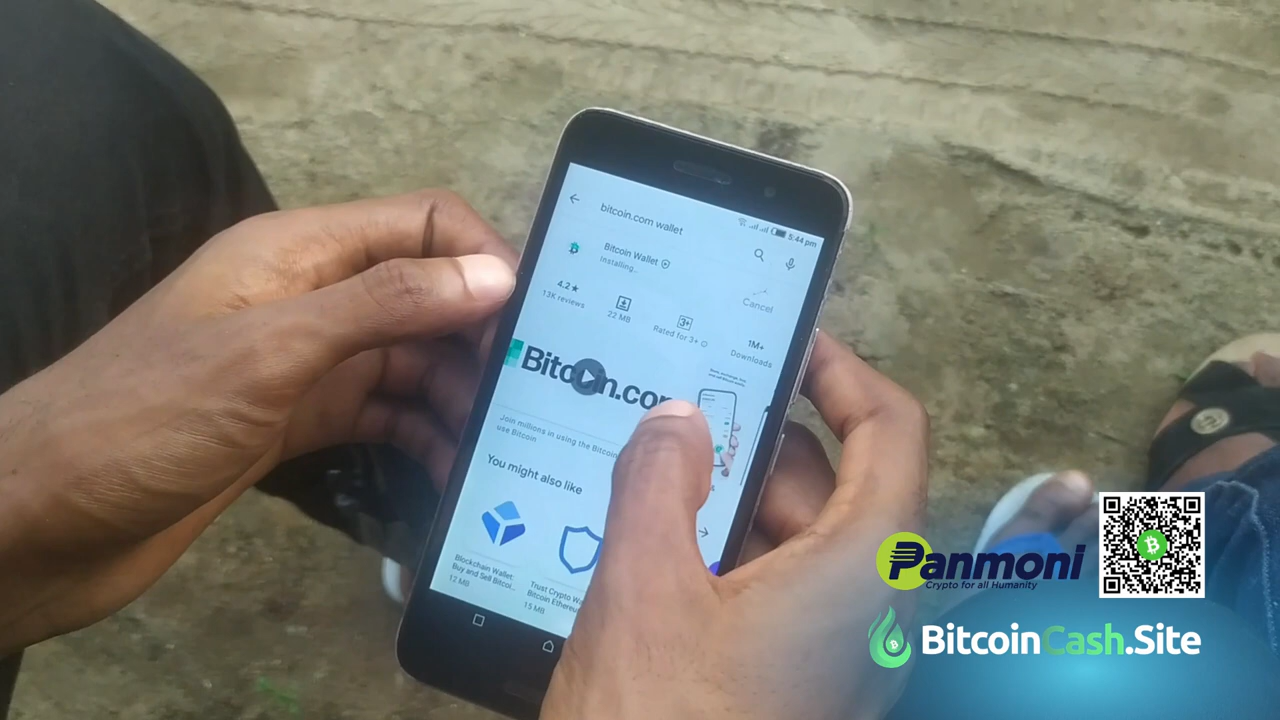 5:44 pm
bitcoin.com wallet
Bitcoin Wallet
Installing..
Cancel
4.2★
13K reviews
22 MB
3+
Rated for 3+
1M+
Downloads
Bitcoin.com
Join millions in using the Bitcoin
use Bitcoin
You might also like
Blockchain Wallet:
Buy and Sell Bitcoi...
12 MB
Trust Crypto
Bitcoin Ethereu
15 MB
Panmoni
Crypto for all Humanity
BitcoinCash.Site